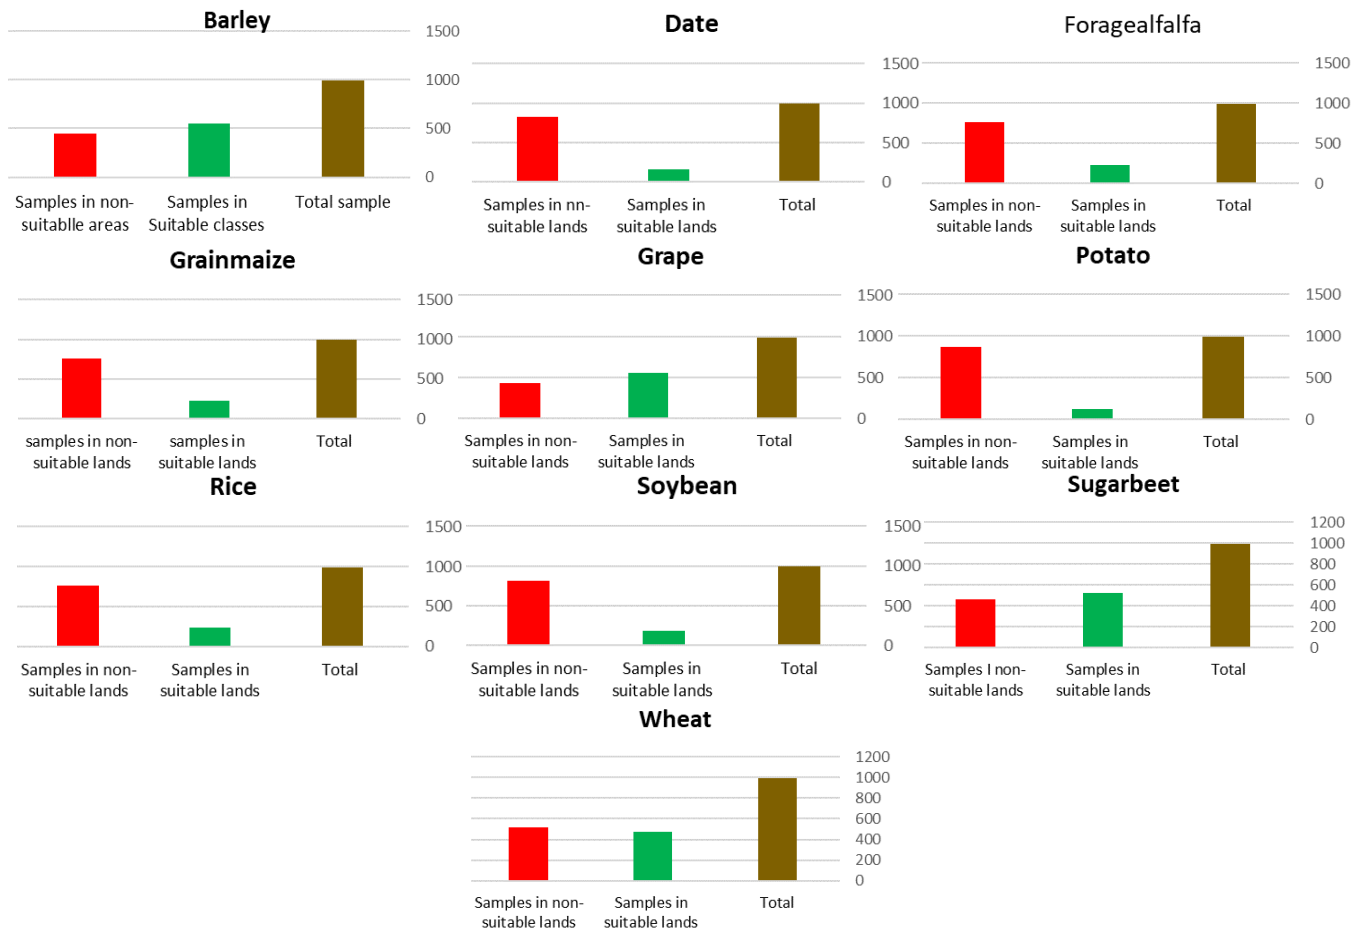 Barley
1500
1000
500
0
Samples in non-
suitablle areas
Samples in
Suitable classes
Total sample
Date
1500
1000
500
0
Samples in nn-
suitable lands
Samples in
suitable lands
Total
Foragealfalfa
1500
1000
500
0
Samples in non-
suitable lands
Samples in
suitable lands
Total
Grainmaize
1500
1000
500
0
samples in non-
suitable lands
samples in
suitable lands
Total
Grape
1500
1000
500
0
Samples in non-
suitable lands
Samples in
suitable lands
Total
Potato
1500
1000
500
0
Samples in non-
suitable lands
Samples in
suitable lands
Total
Rice
1500
1000
500
0
Samples in non-
suitable lands
Samples in
suitable lands
Total
Soybean
1500
1000
500
0
Samples in non-
suitable lands
Samples in
suitable lands
Total
Sugarbeet
1200
1000
800
600
400
200
0
Samples I non-
suitable lands
Samples in
suitable lands
Total
Wheat
1200
1000
800
600
400
200
0
Samples in non-
suitable lands
Samples in
suitable lands
Total